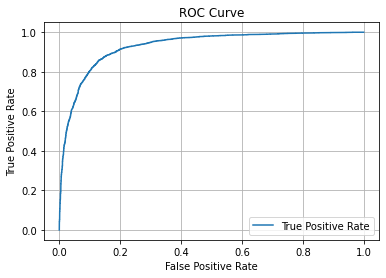 ROC Curve
True Positive Rate
1.0
0.8
0.6
0.4
0.2
0.0
True Positive Rate
0.0 0.2 0.4 0.6 0.8 1.0
False Positive Rate